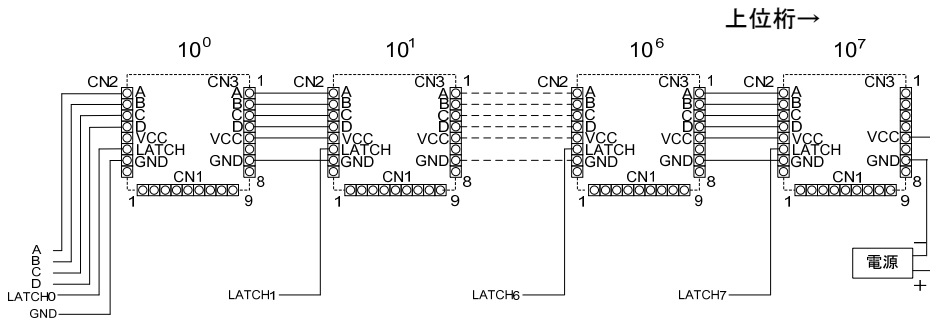 上位桁→
10⁰ 10¹ 10⁶ 10⁷
CN2 CN3 1 CN2 CN3 1 CN2 CN3 1 CN2 CN3 1
A A A A A A A
B B B B B B B
C C C C C C C
D D D D D D D
VCC VCC VCC VCC VCC VCC VCC VCC
LATCH LATCH LATCH LATCH
GND GND GND GND GND GND GND GND
CN1 8 CN1 8 CN1 8 CN1 8
1 9 1 9 1 9 1 9
A
B
C
D
LATCH0 LATCH1 LATCH6 LATCH7
GND
−
電源
+